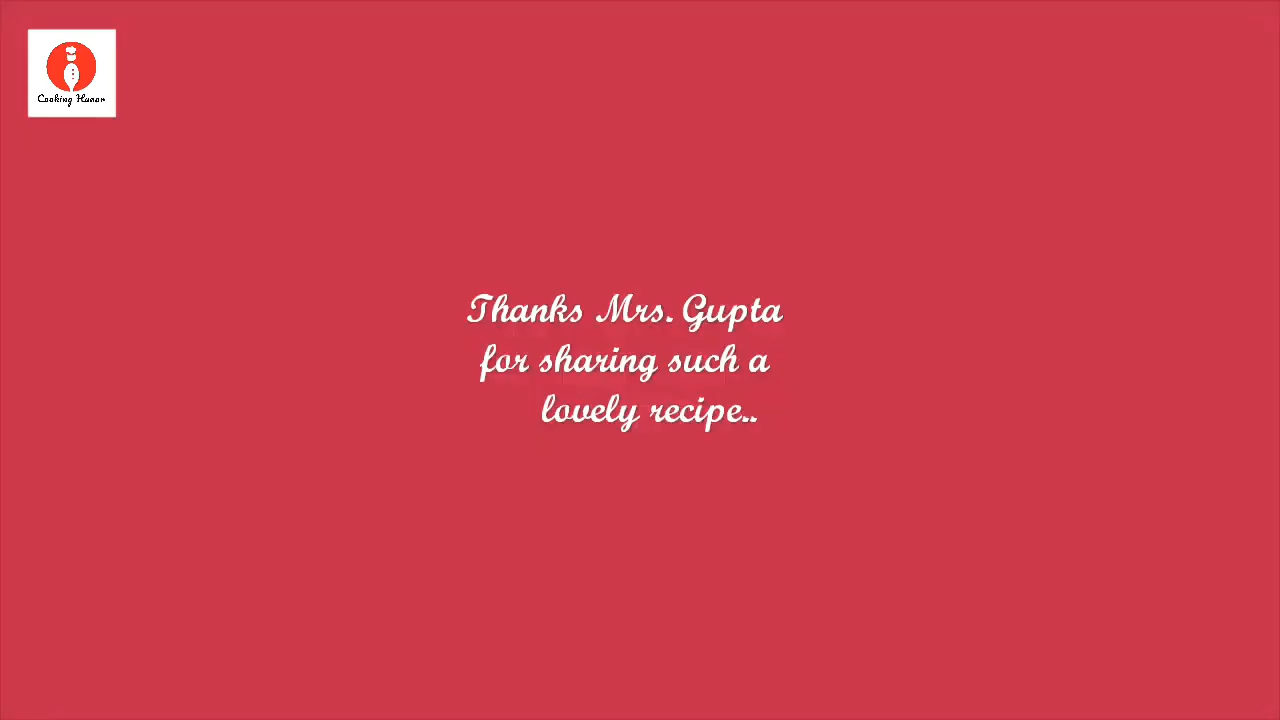 Cooking Hunar
Thanks Mrs. Gupta
for sharing such a
lovely recipe..